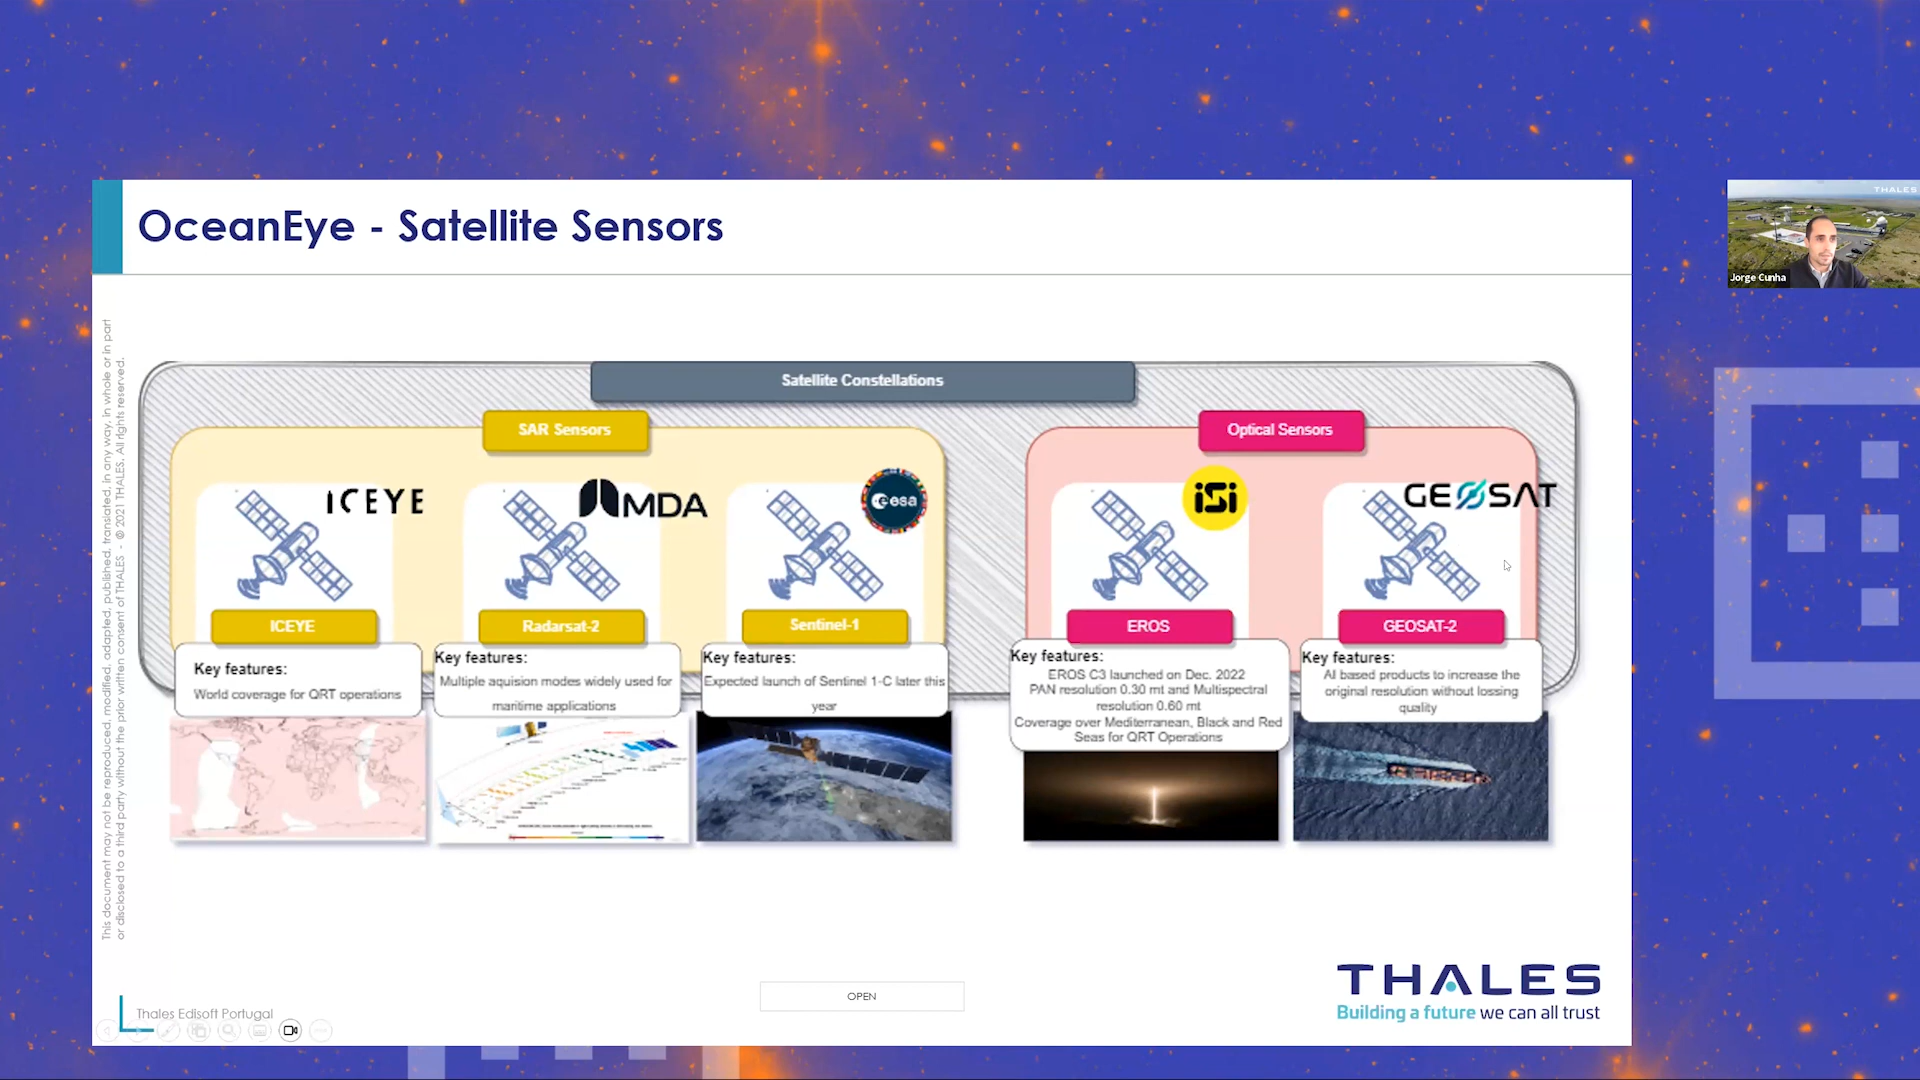 OceanEye - Satellite Sensors
THALES
Jorge Cunha
This document may not be reproduced, modified, adapted, published, translated, in any way, in whole or in part
or disclosed to a third party without the prior written consent of THALES - © 2021 THALES. All rights reserved.
Satellite Constellations
SAR Sensors
Optical Sensors
ICEYE
MDA
esa
iSi
GEOSAT
ICEYE
Radarsat-2
Sentinel-1
EROS
GEOSAT-2
Key features:
World coverage for QRT operations
Key features:
Multiple aquision modes widely used for
maritime applications
Key features:
Expected launch of Sentinel 1-C later this
year
Key features:
EROS C3 launched on Dec. 2022
PAN resolution 0.30 mt and Multispectral
resolution 0.60 mt
Coverage over Mediterranean, Black and Red
Seas for QRT Operations
Key features:
AI based products to increase the
original resolution without lossing
quality
Thales Edisoft Portugal
OPEN
THALES
Building a future we can all trust